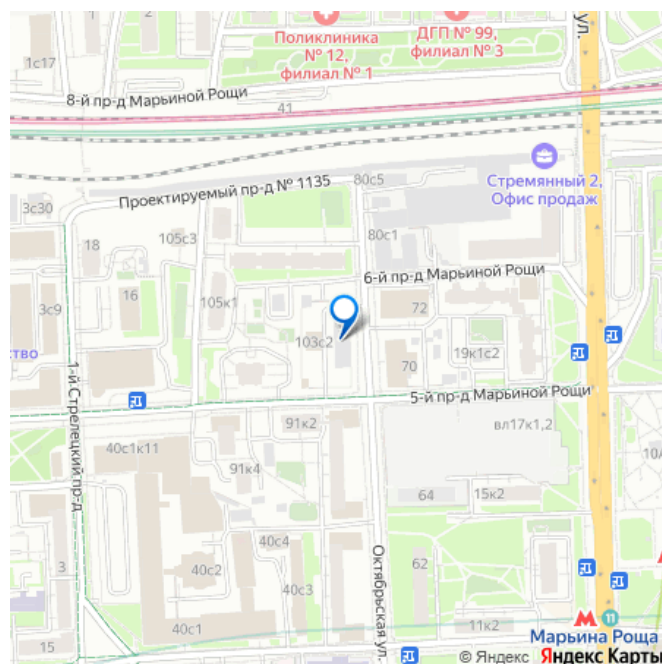 Поликлиника
№ 12,
филиал № 1
ДГП № 99,
филиал № 3
ул.
1с17
8-й пр-д Марьиной Рощи
41
Стремянный 2,
Офис продаж
80с5
Проектируемый пр-д № 1135
3с30
105с3
18
80с1
6-й пр-д Марьиной Рощи
16
105к1
3с9
72
103с2
тво
19к1с2
70
1-й Стрелецкий пр-д
5-й пр-д Марьиной Рощи
91к2
вл17к1,2
40с1к11
10А
91к4
64
15к2
Октябрьская ул.
62
40с2
40с4
3
40с3
11к2
40с1
15
11
Марьина Роща
© Яндекс Яндекс Карты